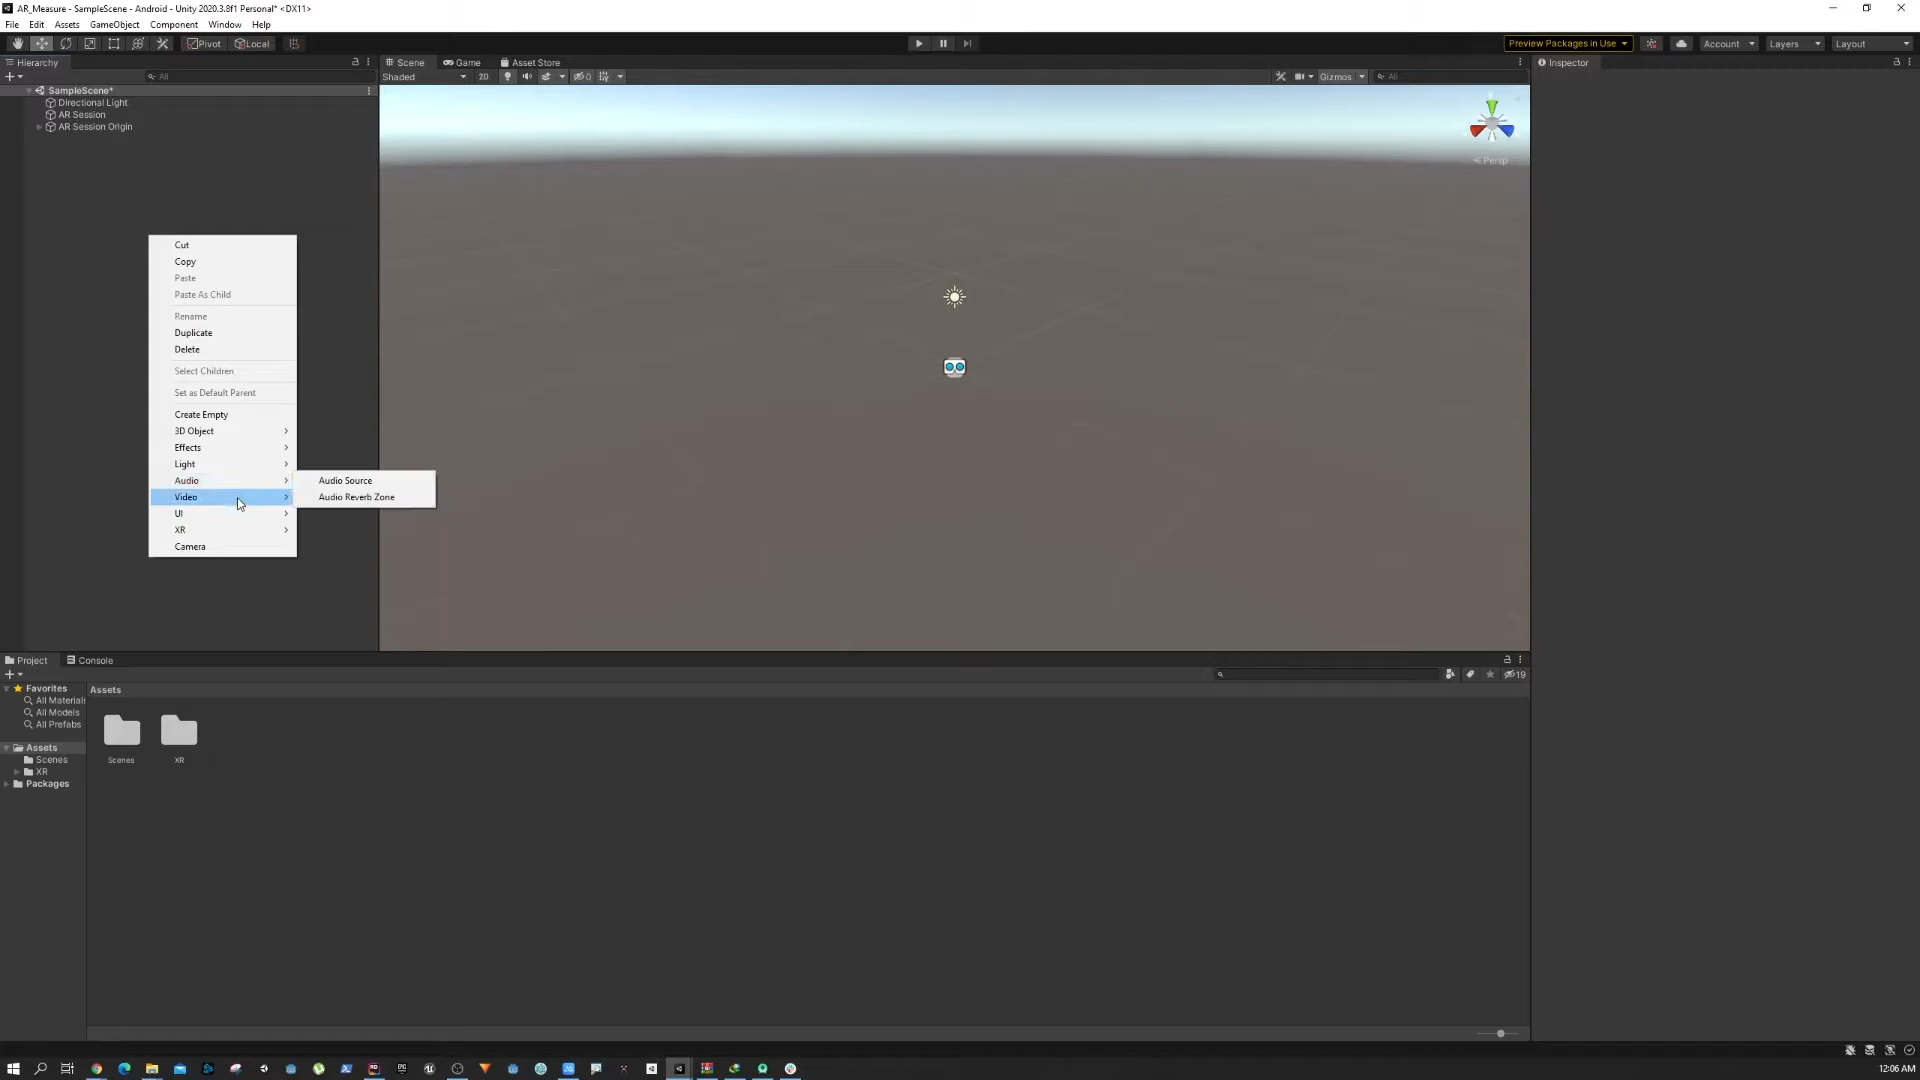 AR_Measure - SampleScene - Android - Unity 2020.3.8f1 Personal* <DX11>
File Edit Assets GameObject Component Window Help
Pivot Local Preview Packages in Use Account Layers Layout
Hierarchy Scene Game Asset Store Inspector
All Shaded 2D 0 Gizmos All
SampleScene*
Directional Light
AR Session
AR Session Origin
Persp
Cut
Copy
Paste
Paste As Child
Rename
Duplicate
Delete
Select Children
Set as Default Parent
Create Empty
3D Object
Effects
Light
Audio
Audio Source
Video
Audio Reverb Zone
UI
XR
Camera
Project Console
19
Favorites
Assets
All Materials
All Models
All Prefabs
Assets
Scenes
XR
Packages
Scenes XR
12:06 AM